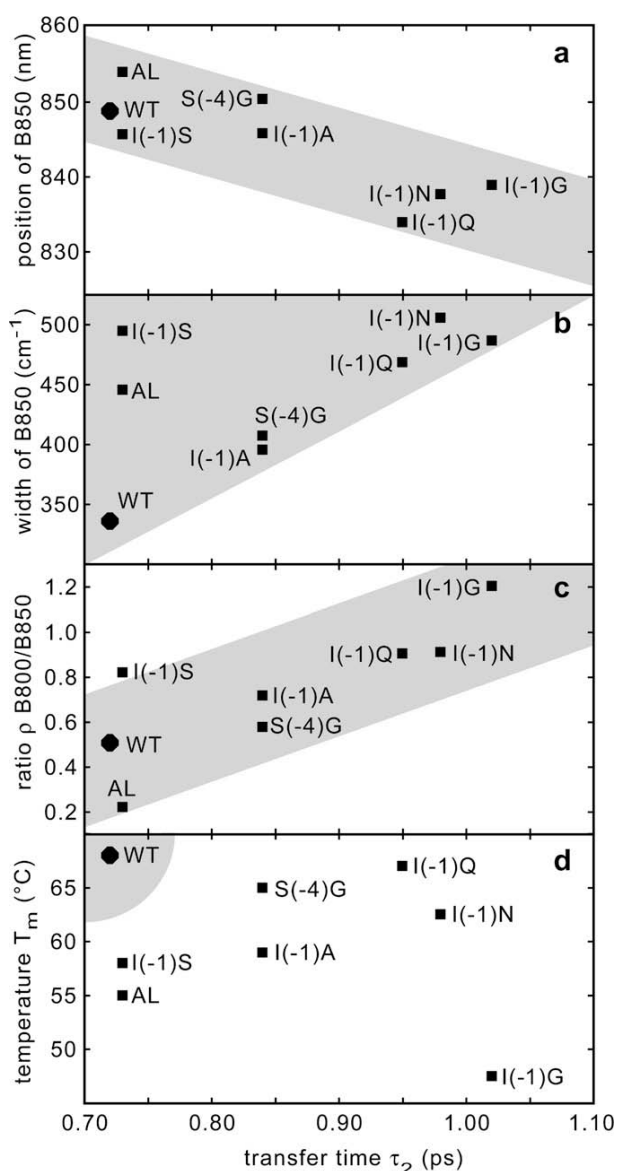 860
a
AL
850
S(-4)G
WT
I(-1)S
I(-1)A
840
I(-1)N
I(-1)G
I(-1)Q
830
position of B850 (nm)
b
500
I(-1)S
I(-1)N
I(-1)G
I(-1)Q
450
AL
S(-4)G
400
I(-1)A
350
WT
width of B850 (cm⁻¹)
c
1.2
I(-1)G
1.0
I(-1)Q
I(-1)N
0.8
I(-1)S
I(-1)A
0.6
S(-4)G
WT
0.4
AL
0.2
ratio ρ B800/B850
d
WT
I(-1)Q
65
S(-4)G
I(-1)N
60
I(-1)S
I(-1)A
55
AL
50
I(-1)G
temperature Tₘ (°C)
0.70 0.80 0.90 1.00 1.10
transfer time τ₂ (ps)